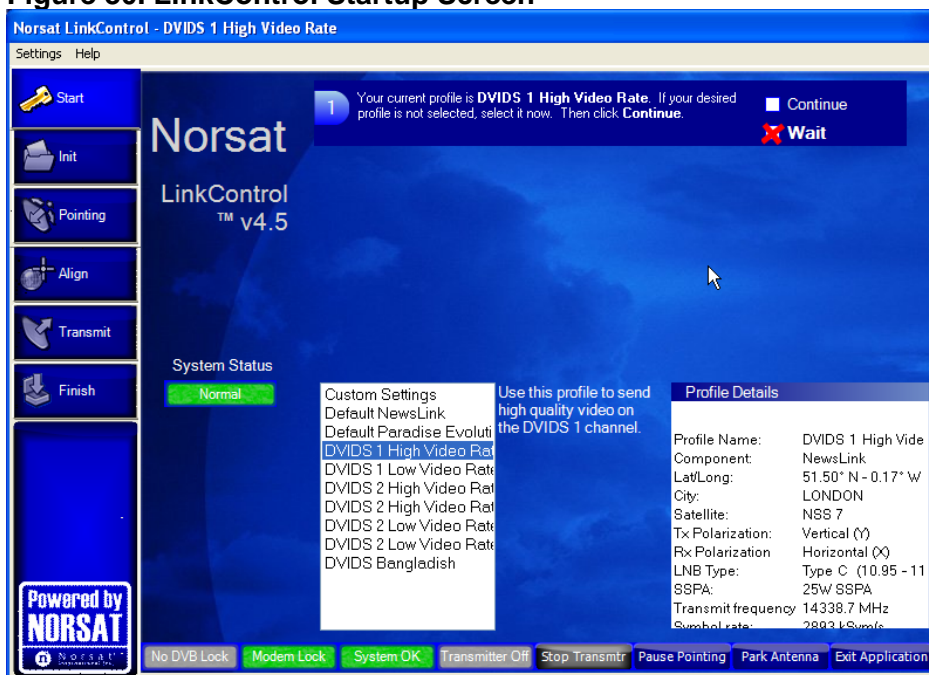 Norsat LinkControl - DVIDS 1 High Video Rate
Settings Help
Start
Init
Pointing
Align
Transmit
Finish
Norsat
LinkControl
™ v4.5
1
Your current profile is DVIDS 1 High Video Rate. If your desired
profile is not selected, select it now. Then click Continue.
Continue
Wait
System Status
Normal
Custom Settings
Default NewsLink
Default Paradise Evoluti
DVIDS 1 High Video Rat
DVIDS 1 Low Video Rate
DVIDS 2 High Video Rat
DVIDS 2 High Video Rat
DVIDS 2 Low Video Rate
DVIDS 2 Low Video Rate
DVIDS Bangladish
Use this profile to send
high quality video on
the DVIDS 1 channel.
Profile Details
Profile Name: DVIDS 1 High Vide
Component: NewsLink
Lat/Long: 51.50° N - 0.17° W
City: LONDON
Satellite: NSS 7
Tx Polarization: Vertical (Y)
Rx Polarization Horizontal (X)
LNB Type: Type C (10.95 - 11
SSPA: 25W SSPA
Transmit frequency 14338.7 MHz
Symbol rate: 2893 kSym/s
Powered by
NORSAT
Norsat
No DVB Lock Modem Lock System OK Transmitter Off Stop Transmtr Pause Pointing Park Antenna Exit Application